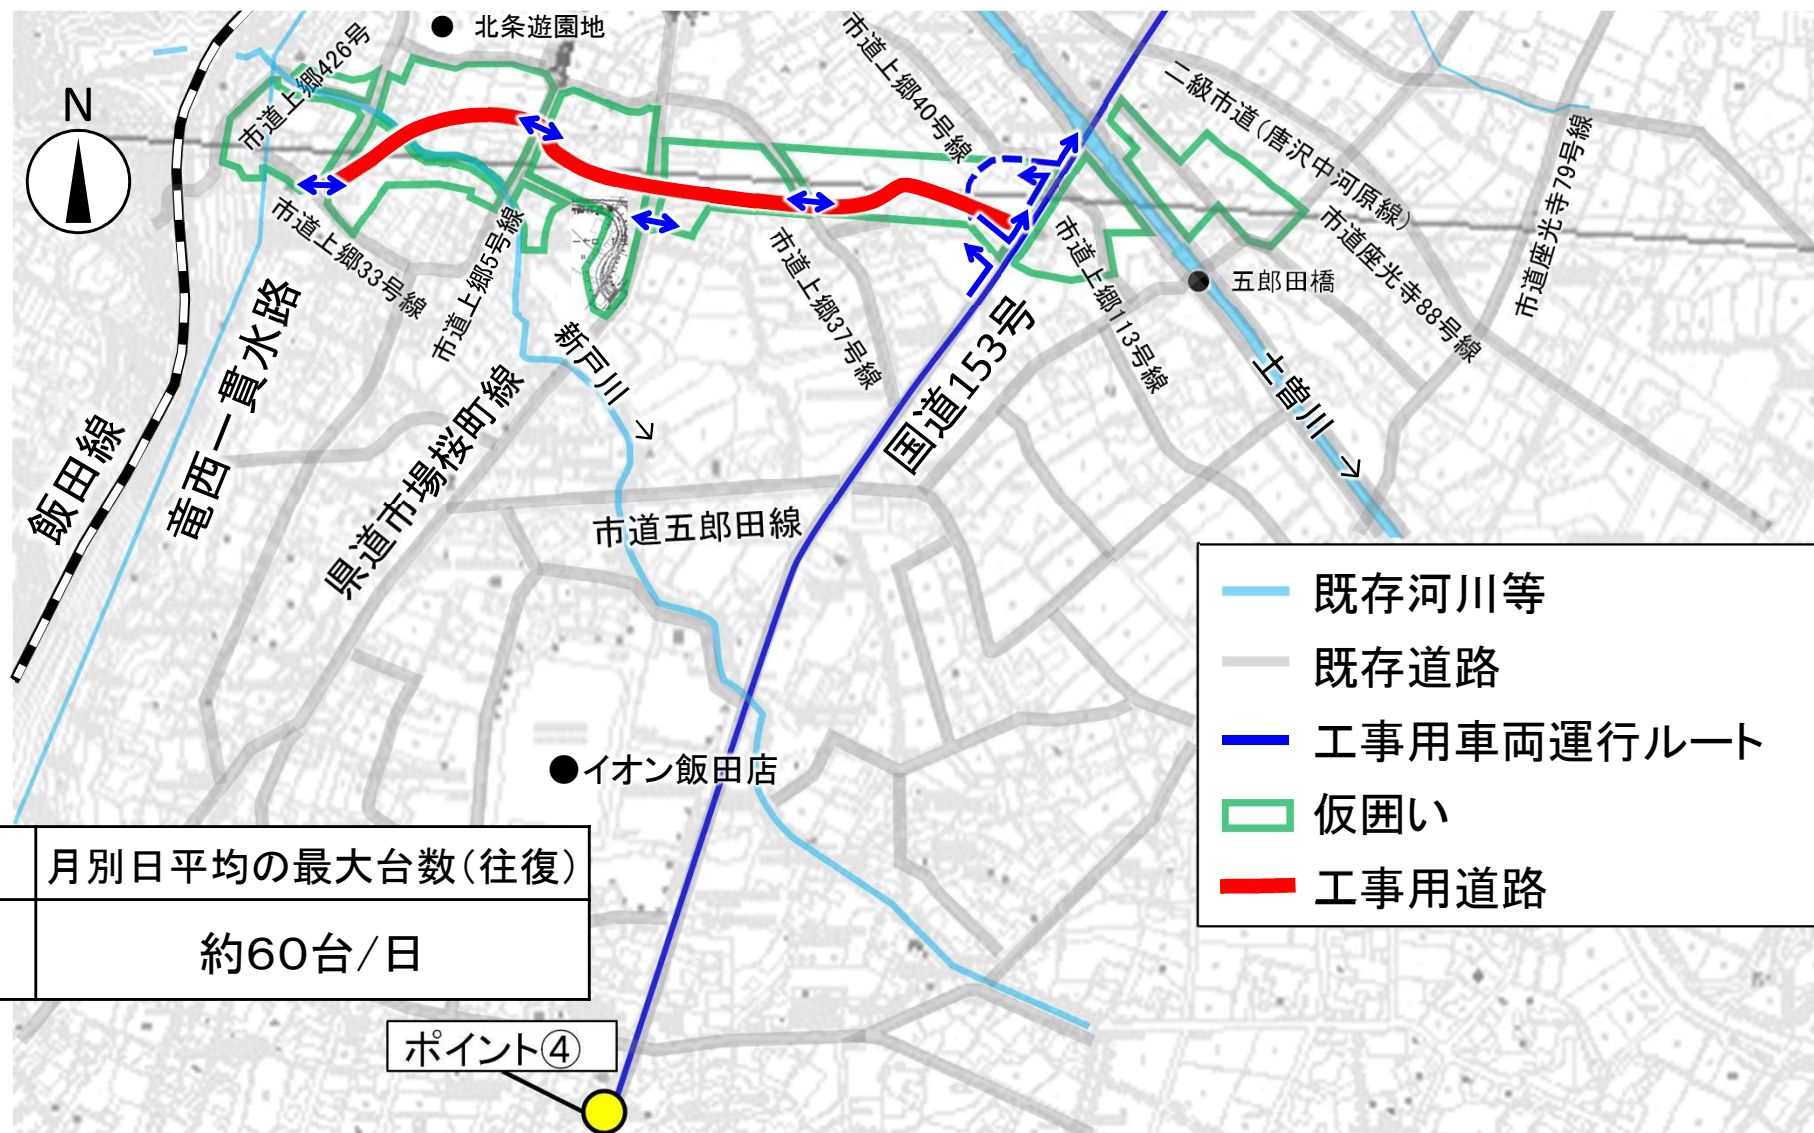 北条遊園地
N
市道上郷426号
市道上郷40号線
二級市道(唐沢中河原線)
市道座光寺79号線
市道座光寺88号線
市道上郷33号線
市道上郷5号線
市道上郷37号線
市道上郷113号線
五郎田橋
新戸川
→
土曽川
→
国道153号
飯田線
竜西一貫水路
県道市場桜町線
市道五郎田線
イオン飯田店
既存河川等
既存道路
工事用車両運行ルート
仮囲い
工事用道路
月別日平均の最大台数(往復)
約60台/日
ポイント④